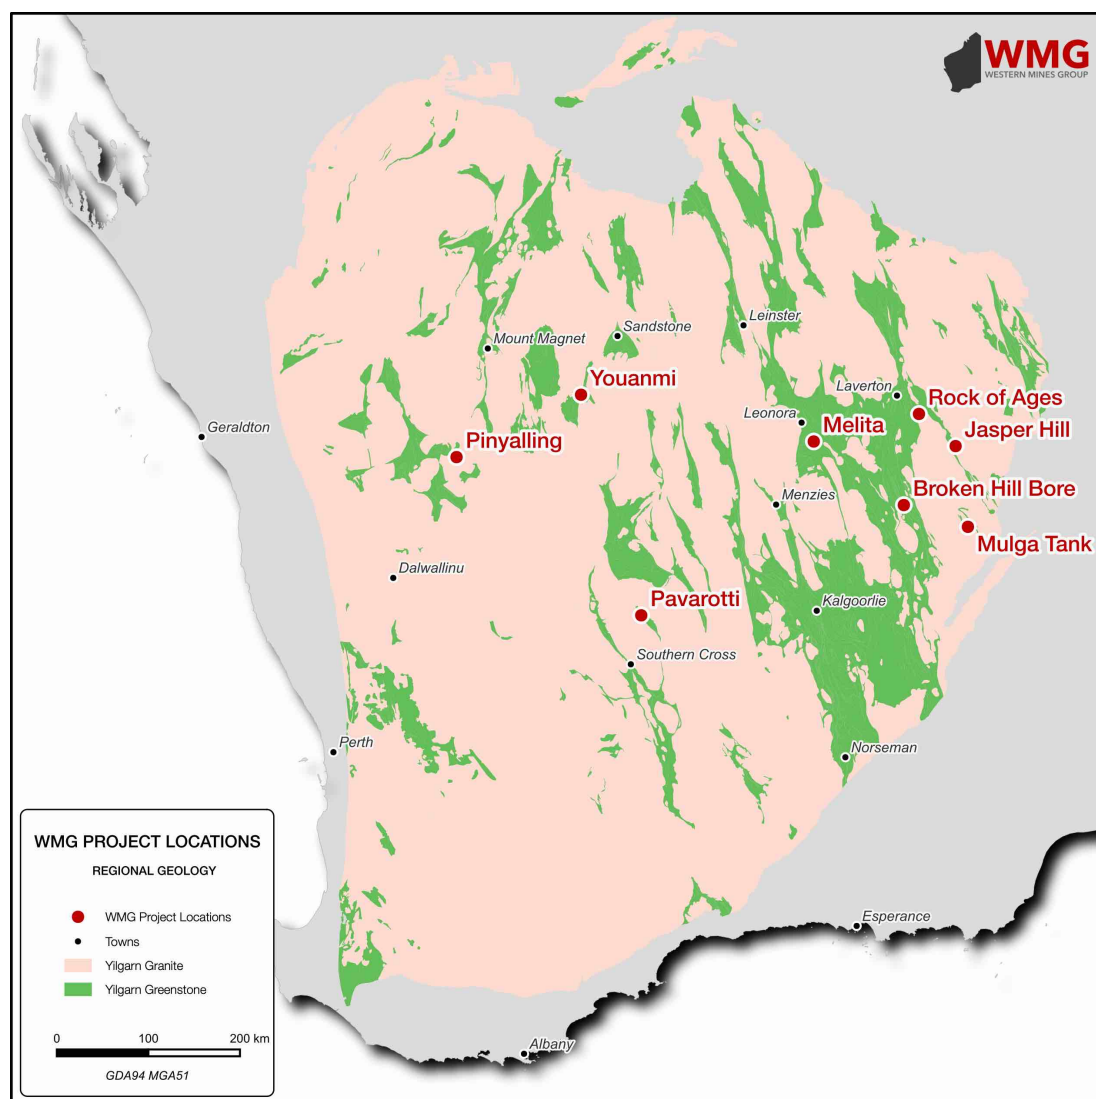 WMG
WESTERN MINES GROUP
Leinster
Sandstone
Mount Magnet
Youanmi
Laverton
Rock of Ages
Leonora
Melita
Geraldton
Jasper Hill
Pinyalling
Broken Hill Bore
Menzies
Mulga Tank
Dalwallinu
Pavarotti
Kalgoorlie
Southern Cross
Perth
Norseman
WMG PROJECT LOCATIONS
REGIONAL GEOLOGY
WMG Project Locations
Towns
Yilgarn Granite
Yilgarn Greenstone
0 100 200 km
GDA94 MGA51
Esperance
Albany